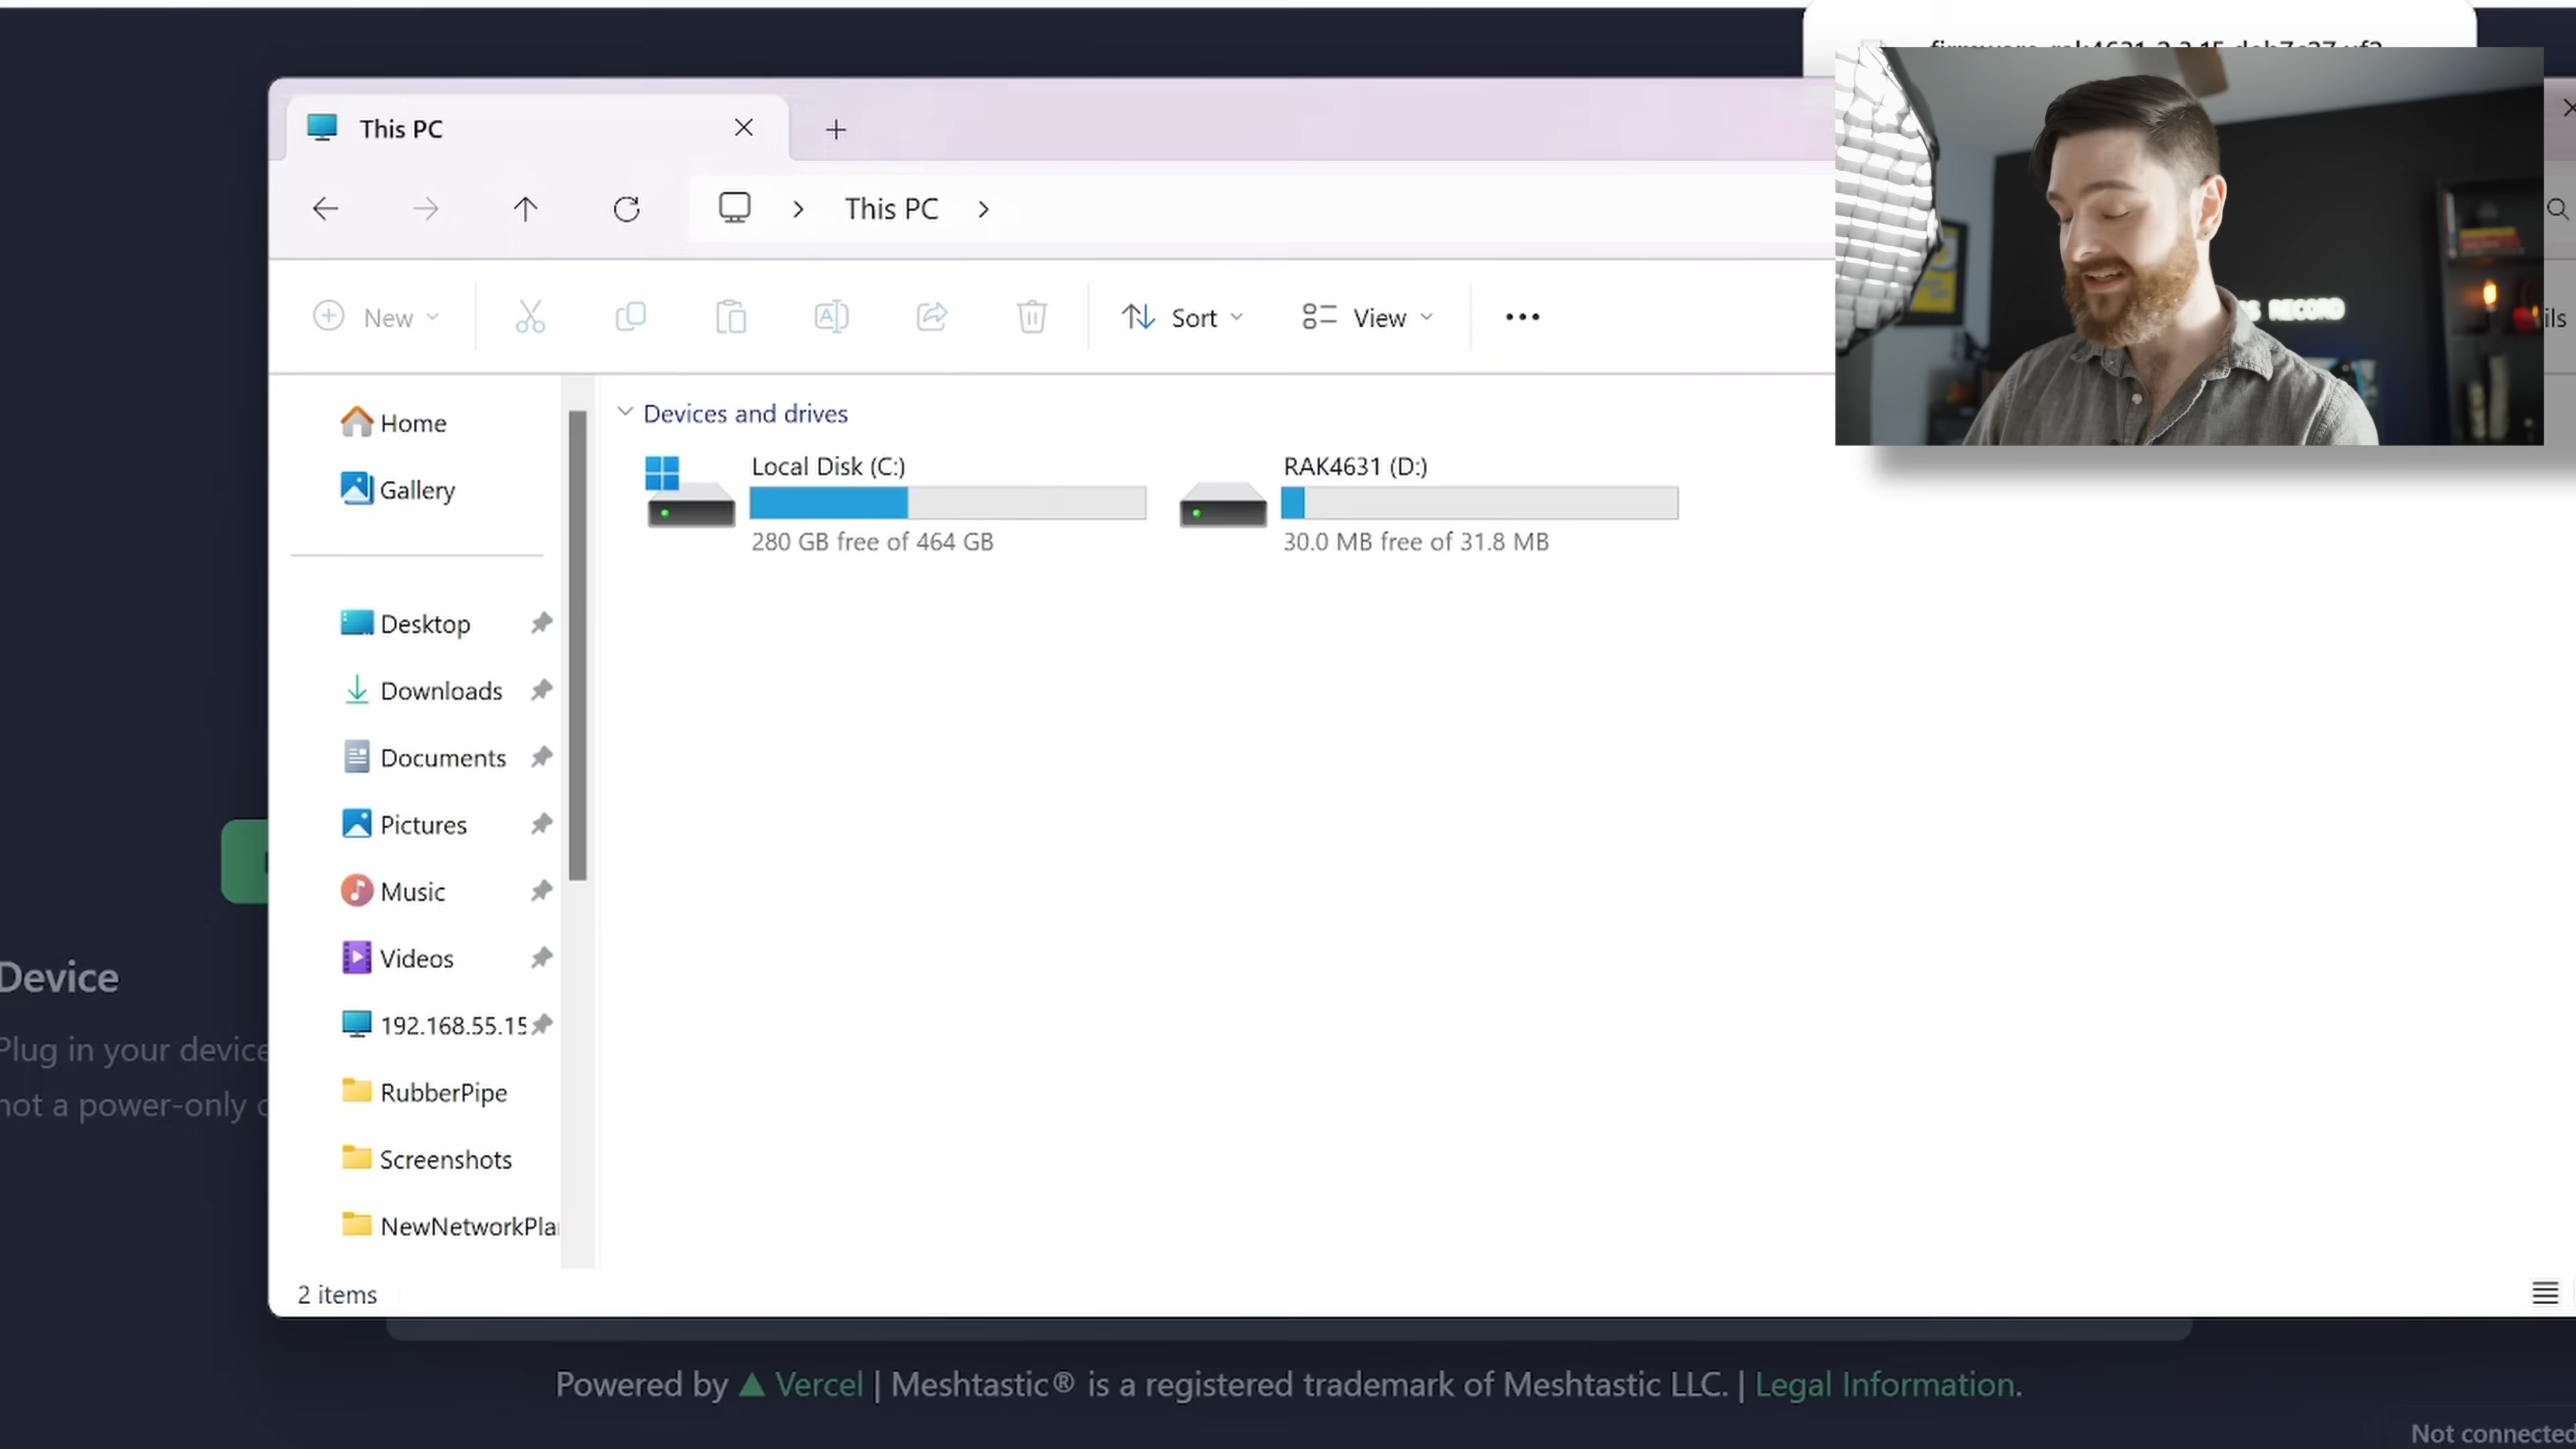 This PC
This PC
New
Sort
View
ils
Home
Gallery
Devices and drives
Local Disk (C:)
280 GB free of 464 GB
RAK4631 (D:)
30.0 MB free of 31.8 MB
Desktop
Downloads
Documents
Pictures
Music
Videos
192.168.55.15
RubberPipe
Screenshots
NewNetworkPla
2 items
Device
Plug in your device
not a power-only
RECORD
Powered by ▲ Vercel | Meshtastic® is a registered trademark of Meshtastic LLC. | Legal Information.
Not connected